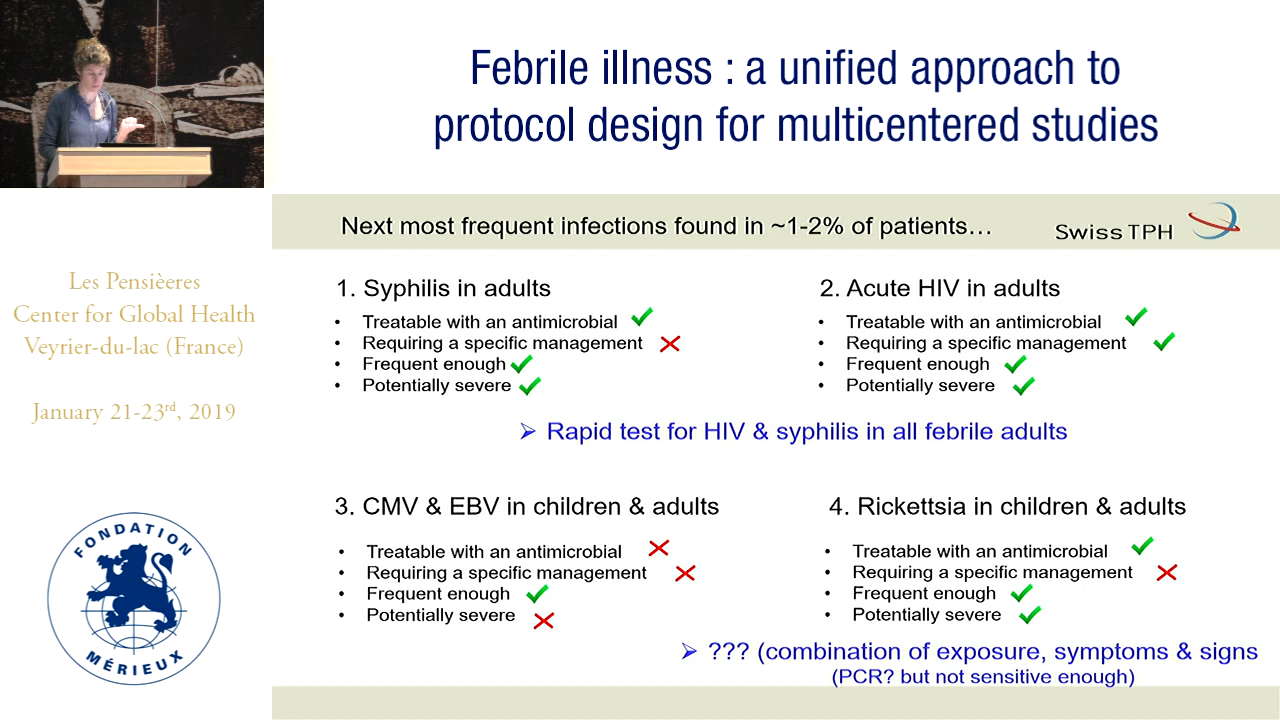 Febrile illness : a unified approach to
protocol design for multicentered studies
Next most frequent infections found in ~1-2% of patients…
Swiss TPH
Les Pensièeres
Center for Global Health
Veyrier-du-lac (France)
January 21-23rd, 2019
FONDATION
MÉRIEUX
1. Syphilis in adults
• Treatable with an antimicrobial
• Requiring a specific management
• Frequent enough
• Potentially severe
2. Acute HIV in adults
• Treatable with an antimicrobial
• Requiring a specific management
• Frequent enough
• Potentially severe
➢ Rapid test for HIV & syphilis in all febrile adults
3. CMV & EBV in children & adults
• Treatable with an antimicrobial
• Requiring a specific management
• Frequent enough
• Potentially severe
4. Rickettsia in children & adults
• Treatable with an antimicrobial
• Requiring a specific management
• Frequent enough
• Potentially severe
➢ ??? (combination of exposure, symptoms & signs
(PCR? but not sensitive enough)